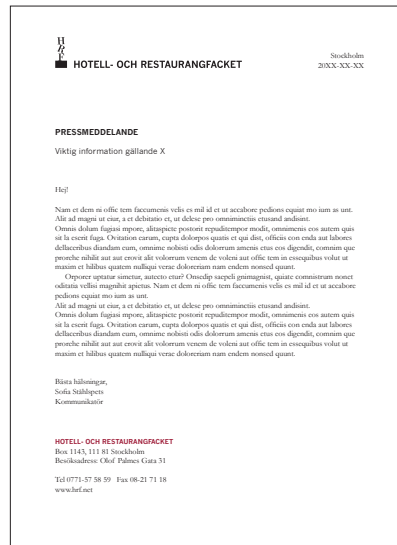 HRF
HOTELL- OCH RESTAURANGFACKET
Stockholm
20XX-XX-XX
PRESSMEDDELANDE
Viktig information gällande X
Hej!
Nam et dem ni offic tem faccumenis velis es mil id et ut accabore pedions equiat mo ium as unt.
Alit ad magni ut eiur, a et debitatio et, ut delese pro omniminctiis etusand andisint.
Omnis dolum fugiasi mpore, alitaspicte postorit repuditempor modit, omnimenis eos autem quis
sit la eserit fuga. Ovitation earum, cupta dolorpos quatis et qui dist, officiis con enda aut labores
dellaceribus diandam eum, omnime nobisti odis dolorrum amenis etus eos digendit, comnim que
prorehe nihilit aut aut erovit alit volorrum venem de voleni aut offic tem in essequibus volut ut
maxim et hilibus quatem nulliqui verae doloreriam nam endem nonsed quunt.
Orporer uptatur simetur, autecto etur? Onsedip saepeli gnimagnist, quiate comnistrum nonet
oditatia vellisi magnihit apictus. Nam et dem ni offic tem faccumenis velis es mil id et ut accabore
pedions equiat mo ium as unt.
Alit ad magni ut eiur, a et debitatio et, ut delese pro omniminctiis etusand andisint.
Omnis dolum fugiasi mpore, alitaspicte postorit repuditempor modit, omnimenis eos autem quis
sit la eserit fuga. Ovitation earum, cupta dolorpos quatis et qui dist, officiis con enda aut labores
dellaceribus diandam eum, omnime nobisti odis dolorrum amenis etus eos digendit, comnim que
prorehe nihilit aut aut erovit alit volorrum venem de voleni aut offic tem in essequibus volut ut
maxim et hilibus quatem nulliqui verae doloreriam nam endem nonsed quunt.
Bästa hälsningar,
Sofia Ståhlspets
Kommunikatör
HOTELL- OCH RESTAURANGFACKET
Box 1143, 111 81 Stockholm
Besöksadress: Olof Palmes Gata 31
Tel 0771-57 58 59 Fax 08-21 71 18
www.hrf.net